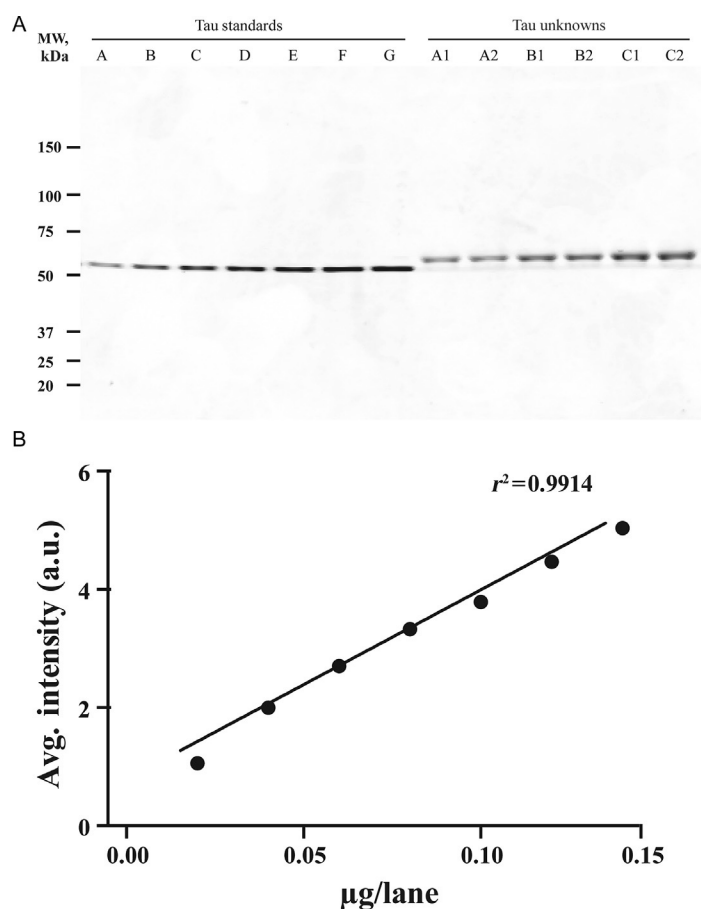 A
Tau standards
Tau unknowns
MW,
kDa
A B C D E F G A1 A2 B1 B2 C1 C2
150
100
75
50
37
25
20
B
r²=0.9914
Avg. intensity (a.u.)
6
4
2
0
0.00 0.05 0.10 0.15
µg/lane